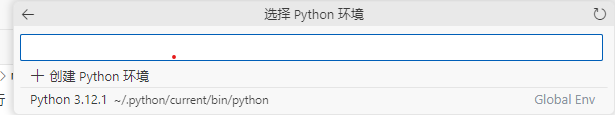 选择 Python 环境
创建 Python 环境
行 Python 3.12.1 ~/.python/current/bin/python Global Env